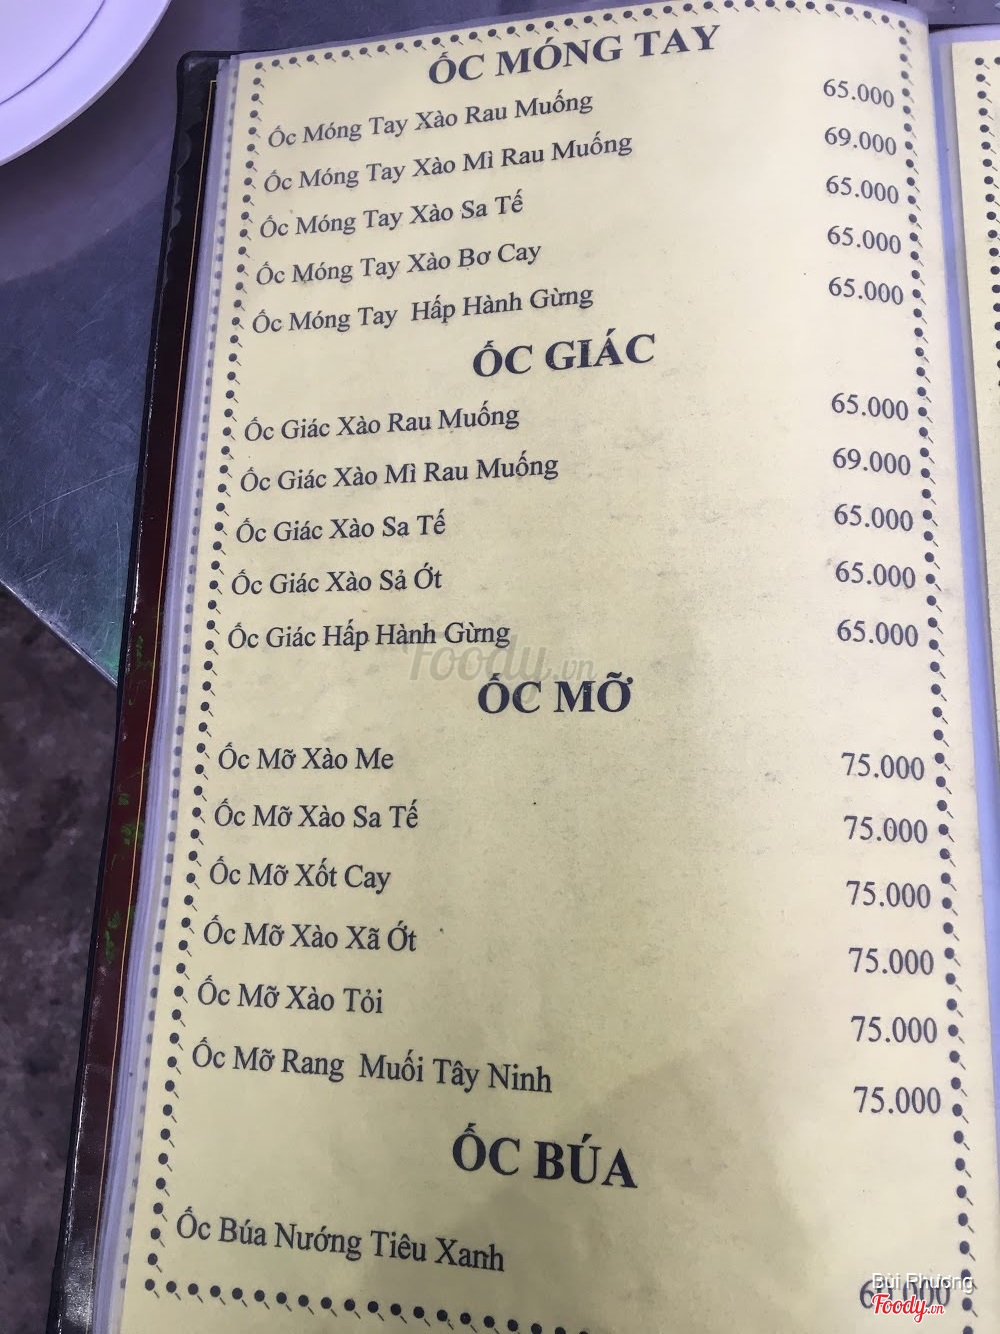 ỐC MÓNG TAY
Ốc Móng Tay Xào Rau Muống 65.000
Ốc Móng Tay Xào Mì Rau Muống 69.000
Ốc Móng Tay Xào Sa Tế 65.000
Ốc Móng Tay Xào Bơ Cay 65.000
Ốc Móng Tay Hấp Hành Gừng 65.000
ỐC GIÁC
Ốc Giác Xào Rau Muống 65.000
Ốc Giác Xào Mì Rau Muống 69.000
Ốc Giác Xào Sa Tế 65.000
Ốc Giác Xào Sả Ớt 65.000
Ốc Giác Hấp Hành Gừng 65.000
Foody.vn
ỐC MỠ
Ốc Mỡ Xào Me 75.000
Ốc Mỡ Xào Sa Tế 75.000
Ốc Mỡ Xốt Cay 75.000
Ốc Mỡ Xào Xã Ớt 75.000
Ốc Mỡ Xào Tỏi 75.000
Ốc Mỡ Rang Muối Tây Ninh 75.000
ỐC BÚA
Ốc Búa Nướng Tiêu Xanh
Bùi Phương
Foody.vn